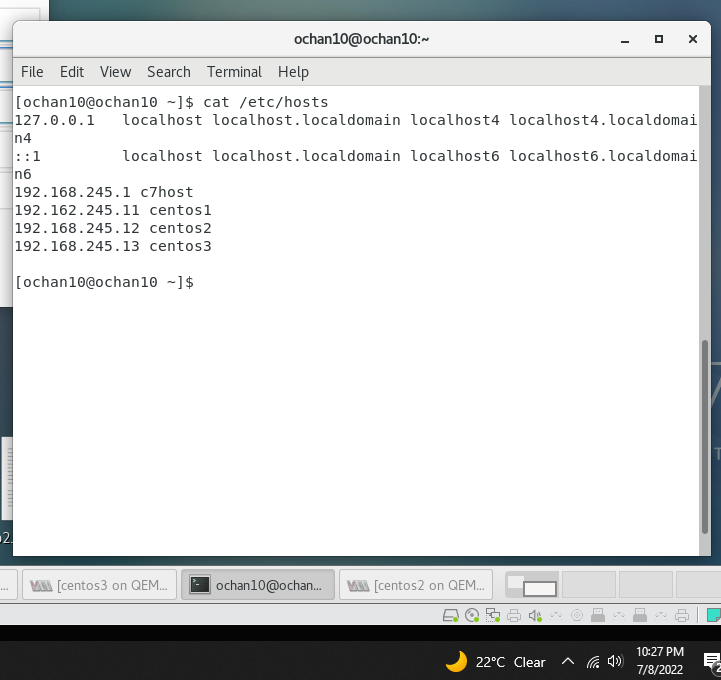 ochan10@ochan10:~
File Edit View Search Terminal Help
[ochan10@ochan10 ~]$ cat /etc/hosts
127.0.0.1   localhost localhost.localdomain localhost4 localhost4.localdomai
n4
::1         localhost localhost.localdomain localhost6 localhost6.localdomai
n6
192.168.245.1 c7host
192.162.245.11 centos1
192.168.245.12 centos2
192.168.245.13 centos3
[ochan10@ochan10 ~]$
... [centos3 on QEM... ochan10@ochan... [centos2 on QEM...
22°C Clear
10:27 PM
7/8/2022
2